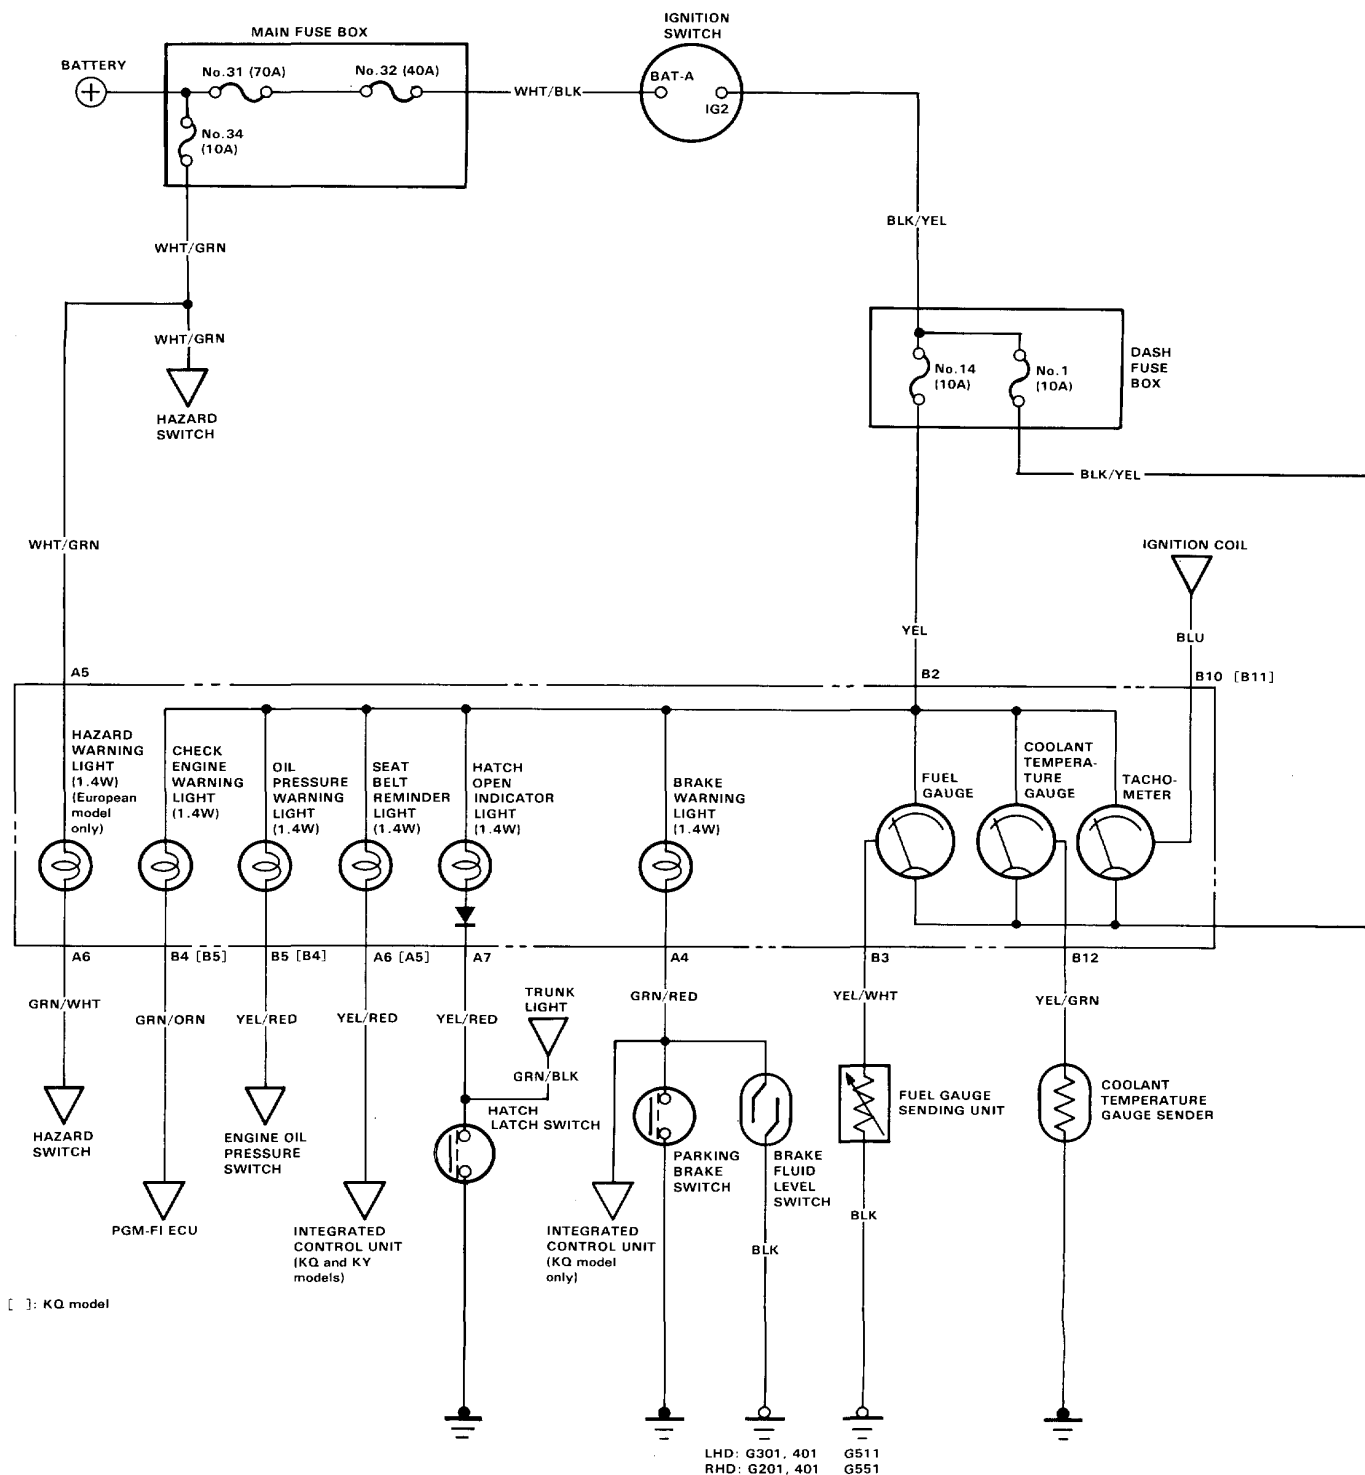 IGNITION
SWITCH
MAIN FUSE BOX
BATTERY
No.31 (70A)
No.32 (40A)
BAT-A
WHT/BLK
IG2
No.34
(10A)
BLK/YEL
WHT/GRN
WHT/GRN
HAZARD
SWITCH
DASH
FUSE
BOX
No.14
(10A)
No.1
(10A)
BLK/YEL
WHT/GRN
IGNITION COIL
YEL
BLU
A5
B2
B10 [B11]
HAZARD
WARNING
LIGHT
(1.4W)
(European
model
only)
CHECK
ENGINE
WARNING
LIGHT
(1.4W)
OIL
PRESSURE
WARNING
LIGHT
(1.4W)
SEAT
BELT
REMINDER
LIGHT
(1.4W)
HATCH
OPEN
INDICATOR
LIGHT
(1.4W)
BRAKE
WARNING
LIGHT
(1.4W)
FUEL
GAUGE
COOLANT
TEMPERA-
TURE
GAUGE
TACHO-
METER
A6
B4 [B5]
B5 [B4]
A6 [A5]
A7
A4
B3
B12
GRN/WHT
GRN/ORN
YEL/RED
YEL/RED
YEL/RED
TRUNK
LIGHT
GRN/RED
YEL/WHT
YEL/GRN
GRN/BLK
HATCH
LATCH SWITCH
FUEL GAUGE
SENDING UNIT
COOLANT
TEMPERATURE
GAUGE SENDER
HAZARD
SWITCH
ENGINE OIL
PRESSURE
SWITCH
PARKING
BRAKE
SWITCH
BRAKE
FLUID
LEVEL
SWITCH
PGM-FI ECU
INTEGRATED
CONTROL UNIT
(KQ and KY
models)
INTEGRATED
CONTROL UNIT
(KQ model
only)
BLK
BLK
[ ]: KQ model
LHD: G301, 401
RHD: G201, 401
G511
G551